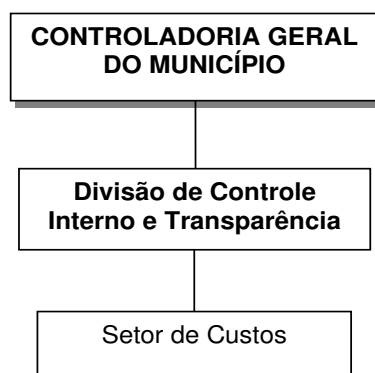 CONTROLADORIA GERAL
DO MUNICÍPIO
Divisão de Controle
Interno e Transparência
Setor de Custos